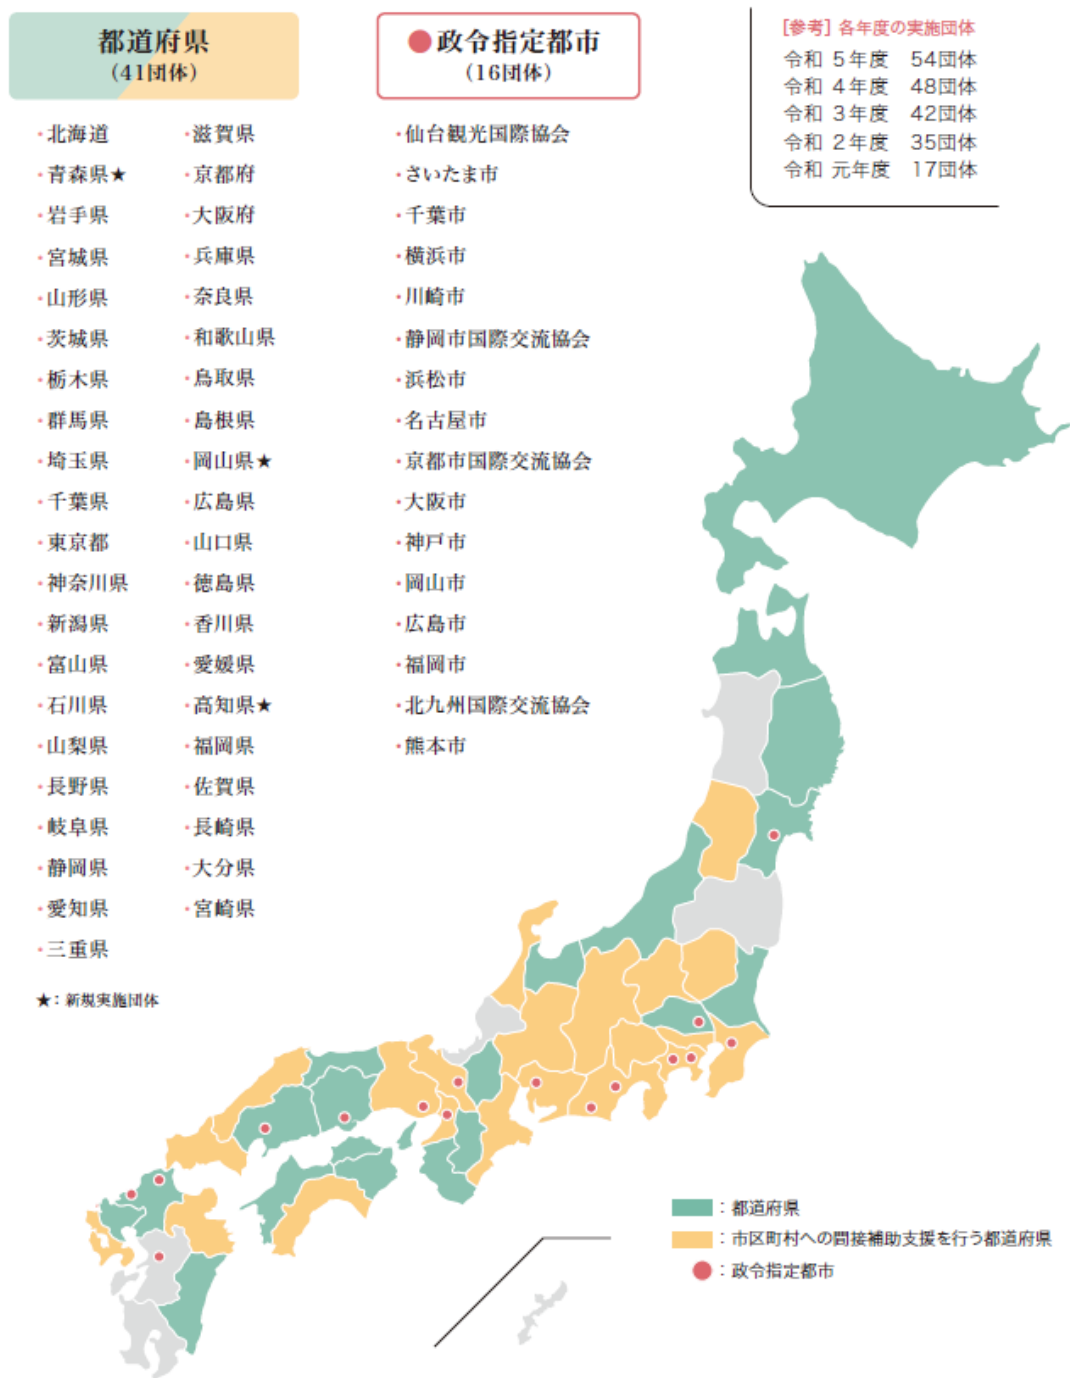 都道府県
（41団体）
・北海道
・青森県★
・岩手県
・宮城県
・山形県
・茨城県
・栃木県
・群馬県
・埼玉県
・千葉県
・東京都
・神奈川県
・新潟県
・富山県
・石川県
・山梨県
・長野県
・岐阜県
・静岡県
・愛知県
・三重県
・滋賀県
・京都府
・大阪府
・兵庫県
・奈良県
・和歌山県
・鳥取県
・島根県
・岡山県★
・広島県
・山口県
・徳島県
・香川県
・愛媛県
・高知県★
・福岡県
・佐賀県
・長崎県
・大分県
・宮崎県
★：新規実施団体
●政令指定都市
（16団体）
・仙台観光国際協会
・さいたま市
・千葉市
・横浜市
・川崎市
・静岡市国際交流協会
・浜松市
・名古屋市
・京都市国際交流協会
・大阪市
・神戸市
・岡山市
・広島市
・福岡市
・北九州国際交流協会
・熊本市
［参考］各年度の実施団体
令和 5年度 54団体
令和 4年度 48団体
令和 3年度 42団体
令和 2年度 35団体
令和 元年度 17団体
：都道府県
：市区町村への間接補助支援を行う都道府県
：政令指定都市